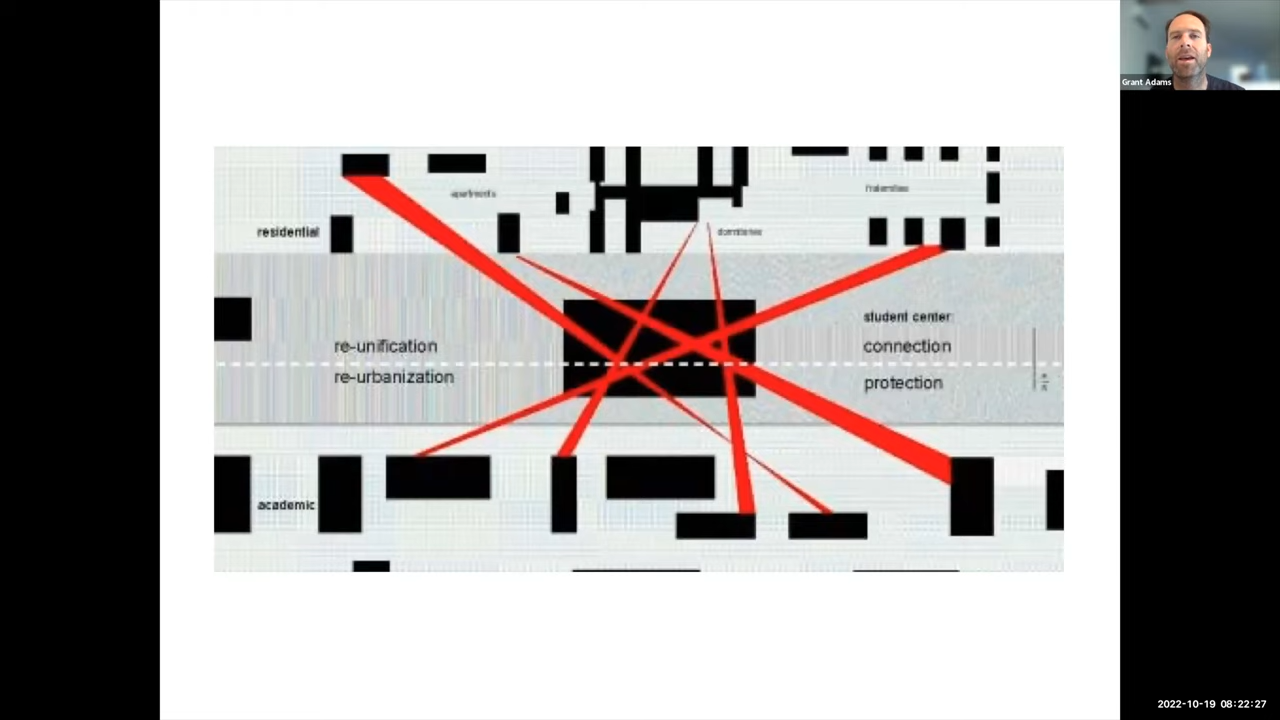 Grant Adams
apartments
fraternities
residential
dormitories
student center:
re-unification
connection
re-urbanization
protection
academic
2022-10-19 08:22:27